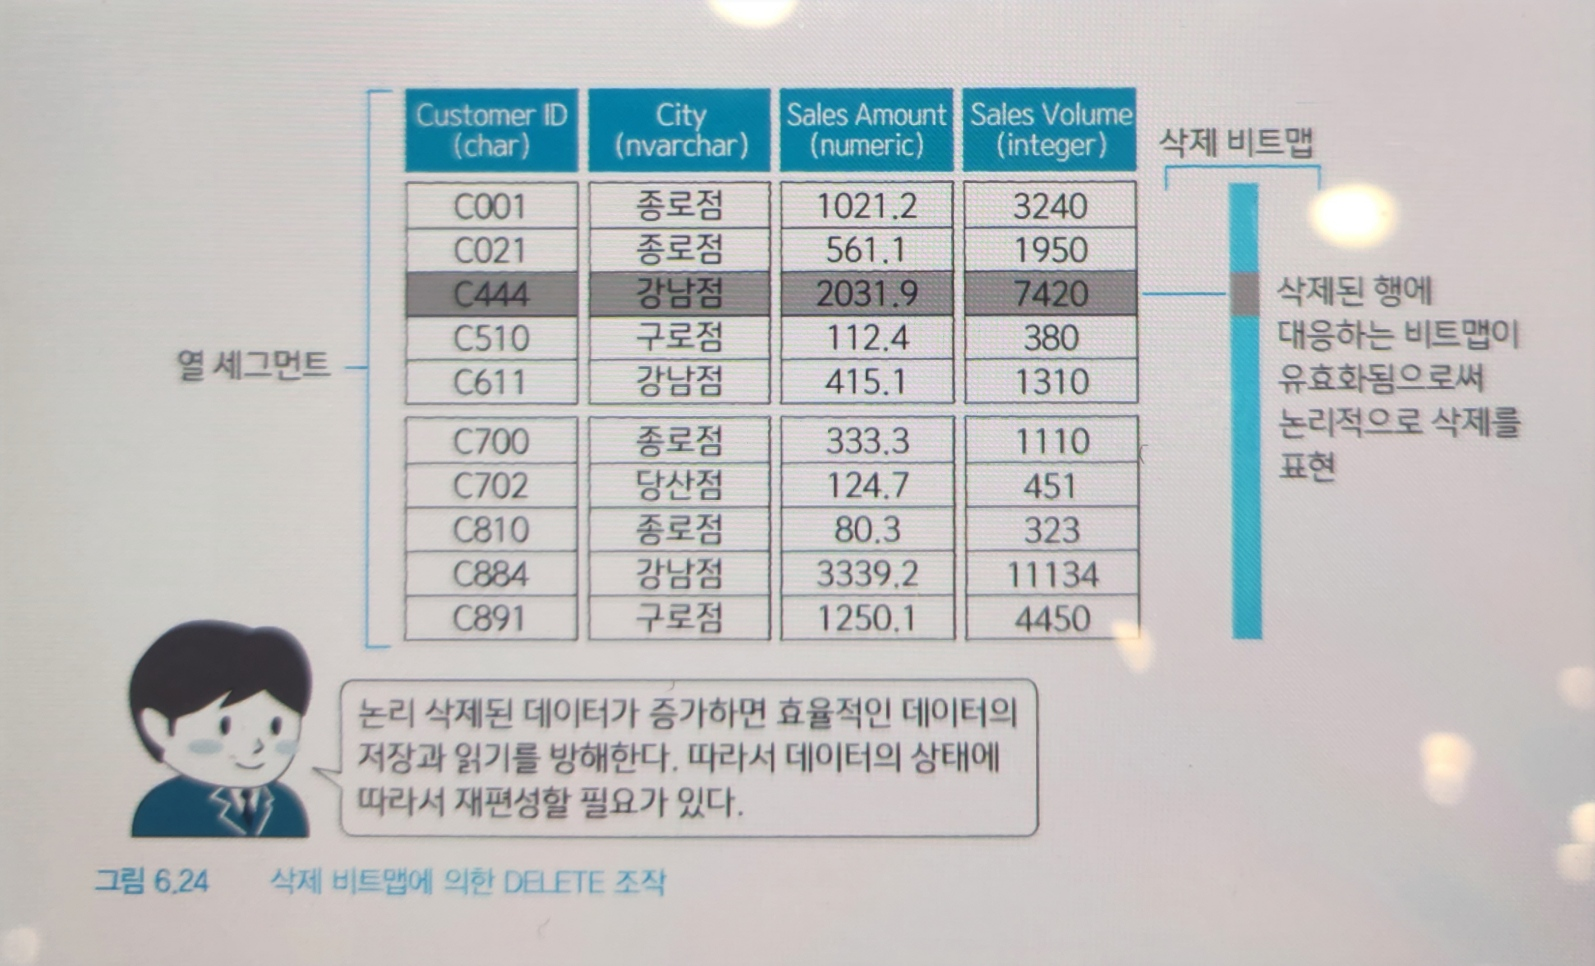 Customer ID City Sales Amount Sales Volume
(char) (nvarchar) (numeric) (integer)
삭제 비트맵
C001 종로점 1021.2 3240
C021 종로점 561.1 1950
C444 강남점 2031.9 7420
C510 구로점 112.4 380
C611 강남점 415.1 1310
C700 종로점 333.3 1110
C702 당산점 124.7 451
C810 종로점 80.3 323
C884 강남점 3339.2 11134
C891 구로점 1250.1 4450
열 세그먼트
삭제된 행에
대응하는 비트맵이
유효화됨으로써
논리적으로 삭제를
표현
논리 삭제된 데이터가 증가하면 효율적인 데이터의
저장과 읽기를 방해한다. 따라서 데이터의 상태에
따라서 재편성할 필요가 있다.
그림 6.24 삭제 비트맵에 의한 DELETE 조작